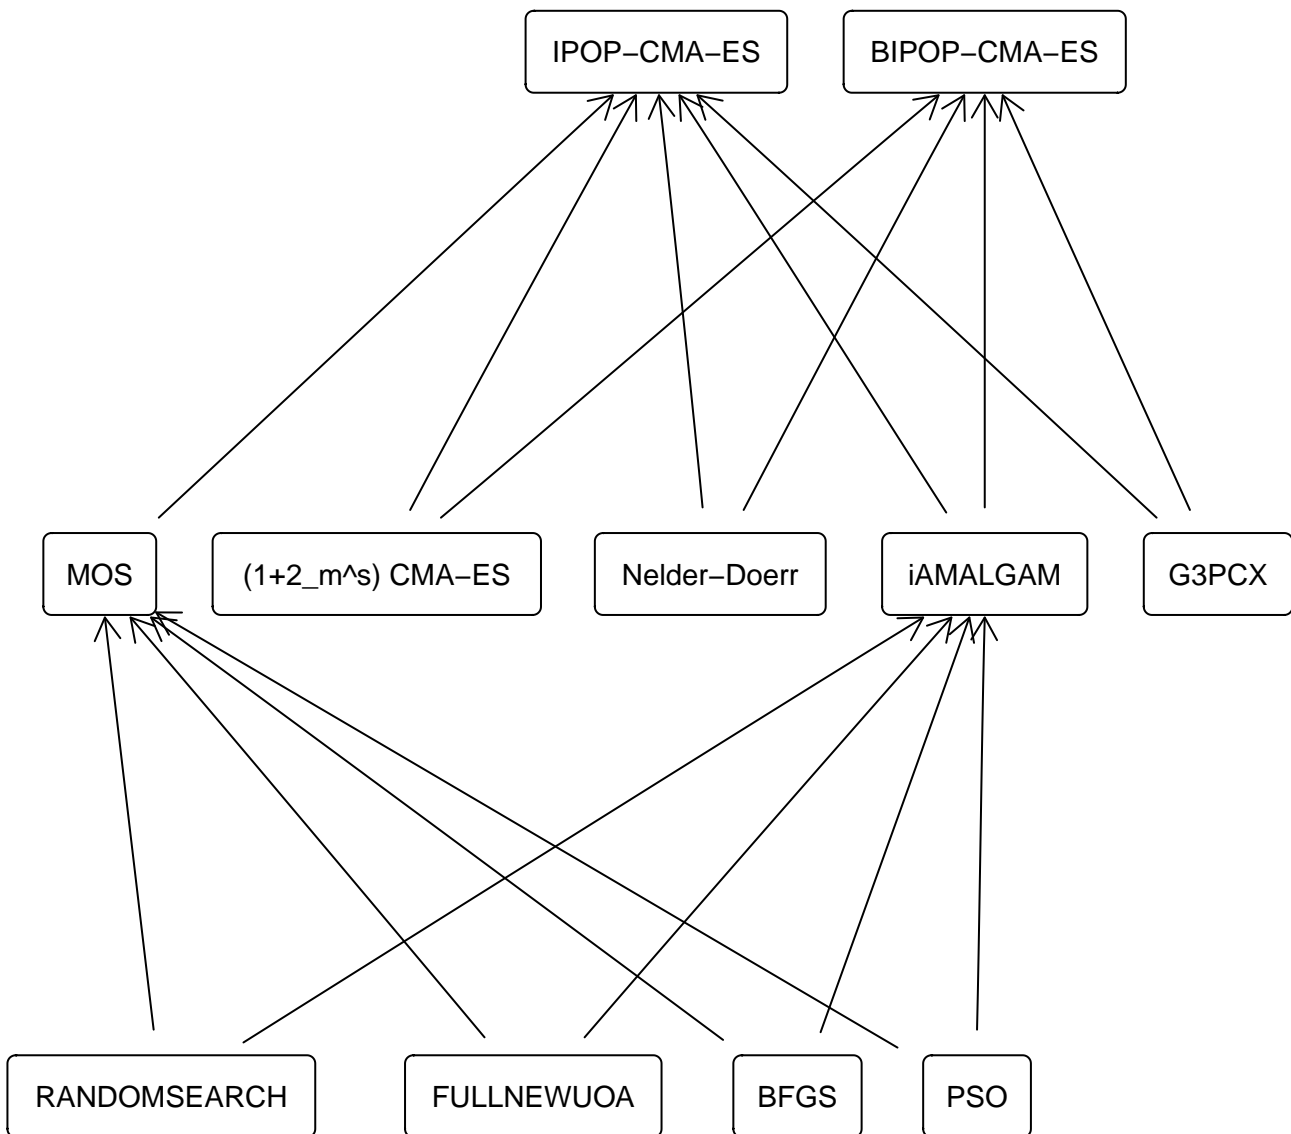 IPOP−CMA−ES
BIPOP−CMA−ES
MOS
(1+2_m^s) CMA−ES
Nelder−Doerr
iAMALGAM
G3PCX
RANDOMSEARCH
FULLNEWUOA
BFGS
PSO